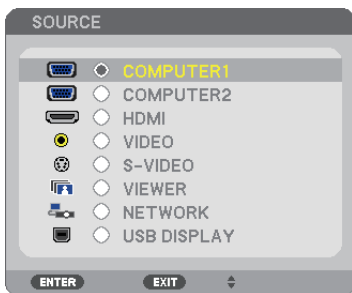 SOURCE
COMPUTER1
COMPUTER2
HDMI
VIDEO
S-VIDEO
VIEWER
NETWORK
USB DISPLAY
ENTER EXIT